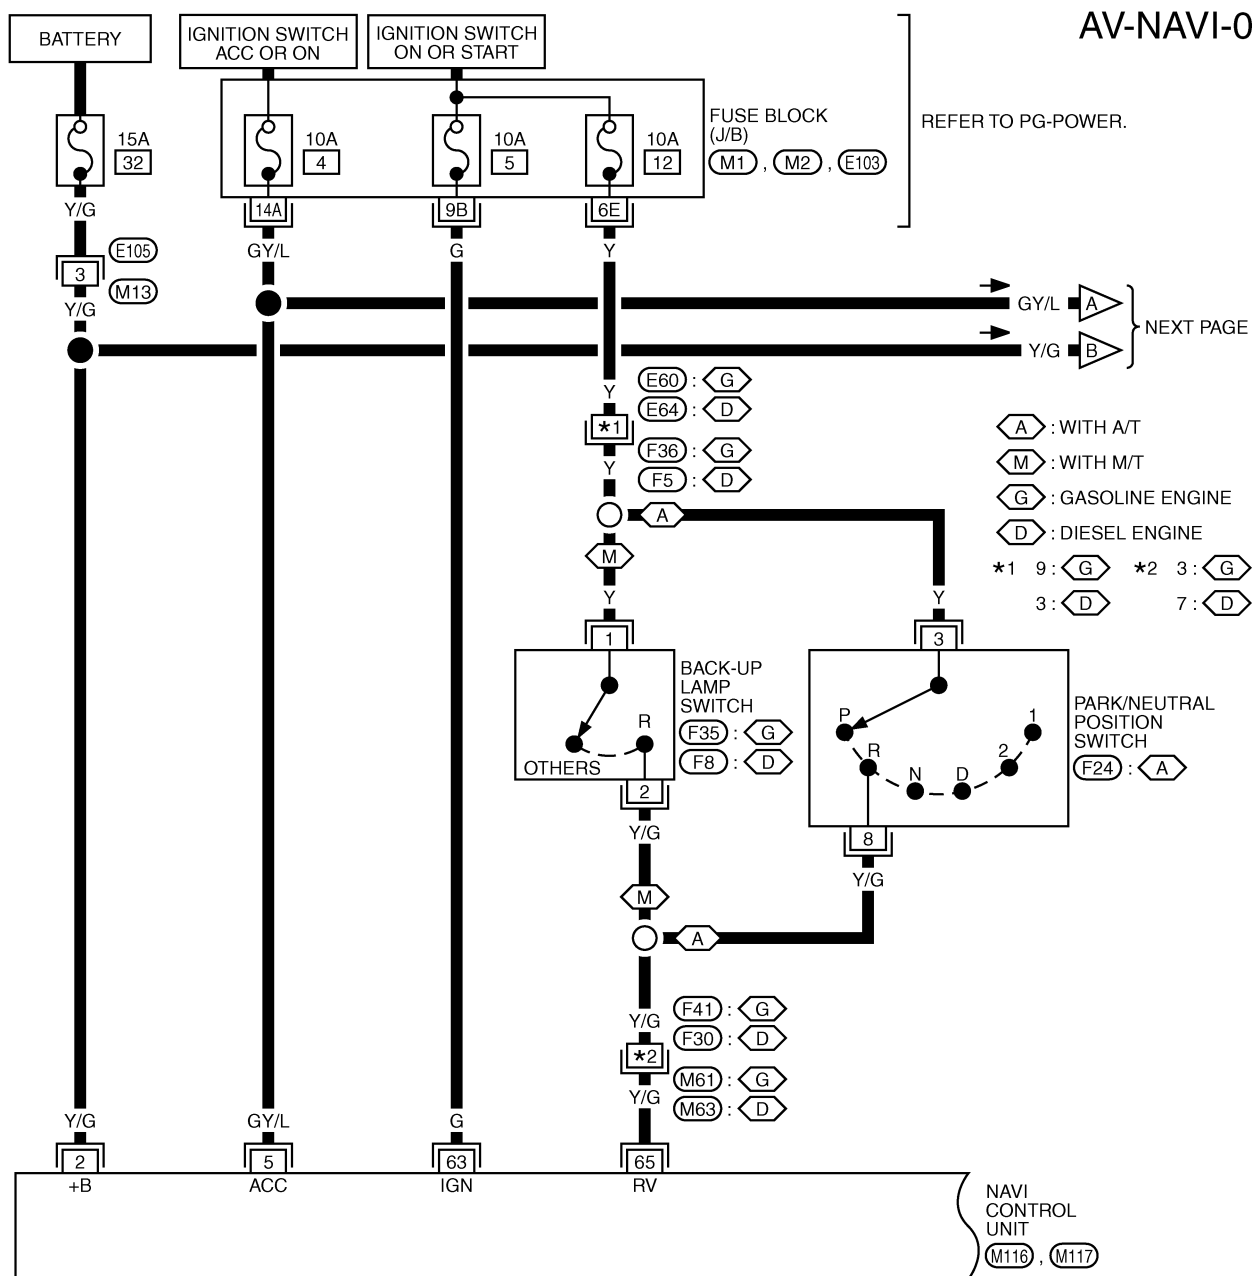 AV-NAVI-0
BATTERY
IGNITION SWITCH
ACC OR ON
IGNITION SWITCH
ON OR START
15A
32
10A
4
10A
5
10A
12
FUSE BLOCK
(J/B)
M1 , M2 , E103
REFER TO PG-POWER.
Y/G
14A
9B
6E
GY/L
G
Y
E105
3
M13
Y/G
GY/L
A
Y/G
B
NEXT PAGE
Y
E60 : G
E64 : D
*1
F36 : G
F5 : D
Y
A : WITH A/T
M : WITH M/T
G : GASOLINE ENGINE
D : DIESEL ENGINE
*1 9 : G *2 3 : G
3 : D 7 : D
A
M
Y
Y
1
3
BACK-UP
LAMP
SWITCH
F35 : G
F8 : D
R
OTHERS
2
P
R
N
D
2
1
PARK/NEUTRAL
POSITION
SWITCH
F24 : A
8
Y/G
Y/G
M
A
Y/G
F41 : G
F30 : D
*2
M61 : G
M63 : D
Y/G
Y/G
GY/L
G
2
5
63
65
+B
ACC
IGN
RV
NAVI
CONTROL
UNIT
M116 , M117